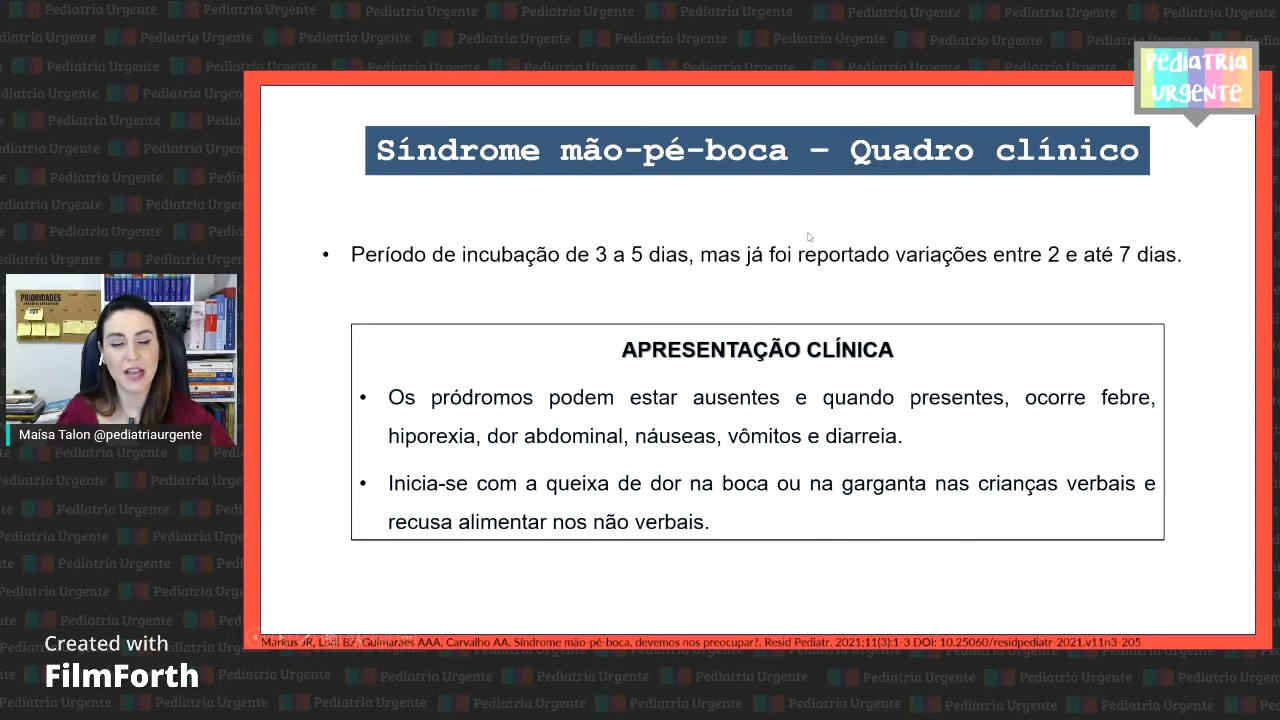 PEDIATRIA
URGENTE
Síndrome mão-pé-boca – Quadro clínico
• Período de incubação de 3 a 5 dias, mas já foi reportado variações entre 2 e até 7 dias.
APRESENTAÇÃO CLÍNICA
• Os pródromos podem estar ausentes e quando presentes, ocorre febre,
hiporexia, dor abdominal, náuseas, vômitos e diarreia.
• Inicia-se com a queixa de dor na boca ou na garganta nas crianças verbais e
recusa alimentar nos não verbais.
PRIORIDADES
Maísa Talon @pediatriaurgente
Markus JR, BZ, Guimaraes AAA, Carvalho AA. Síndrome mão-pé-boca, devemos nos preocupar?. Resid Pediatr. 2021;11(3):1-3 DOI: 10.25060/residpediatr-2021.v11n3-205
Created with
FilmForth
Pediatria Urgente